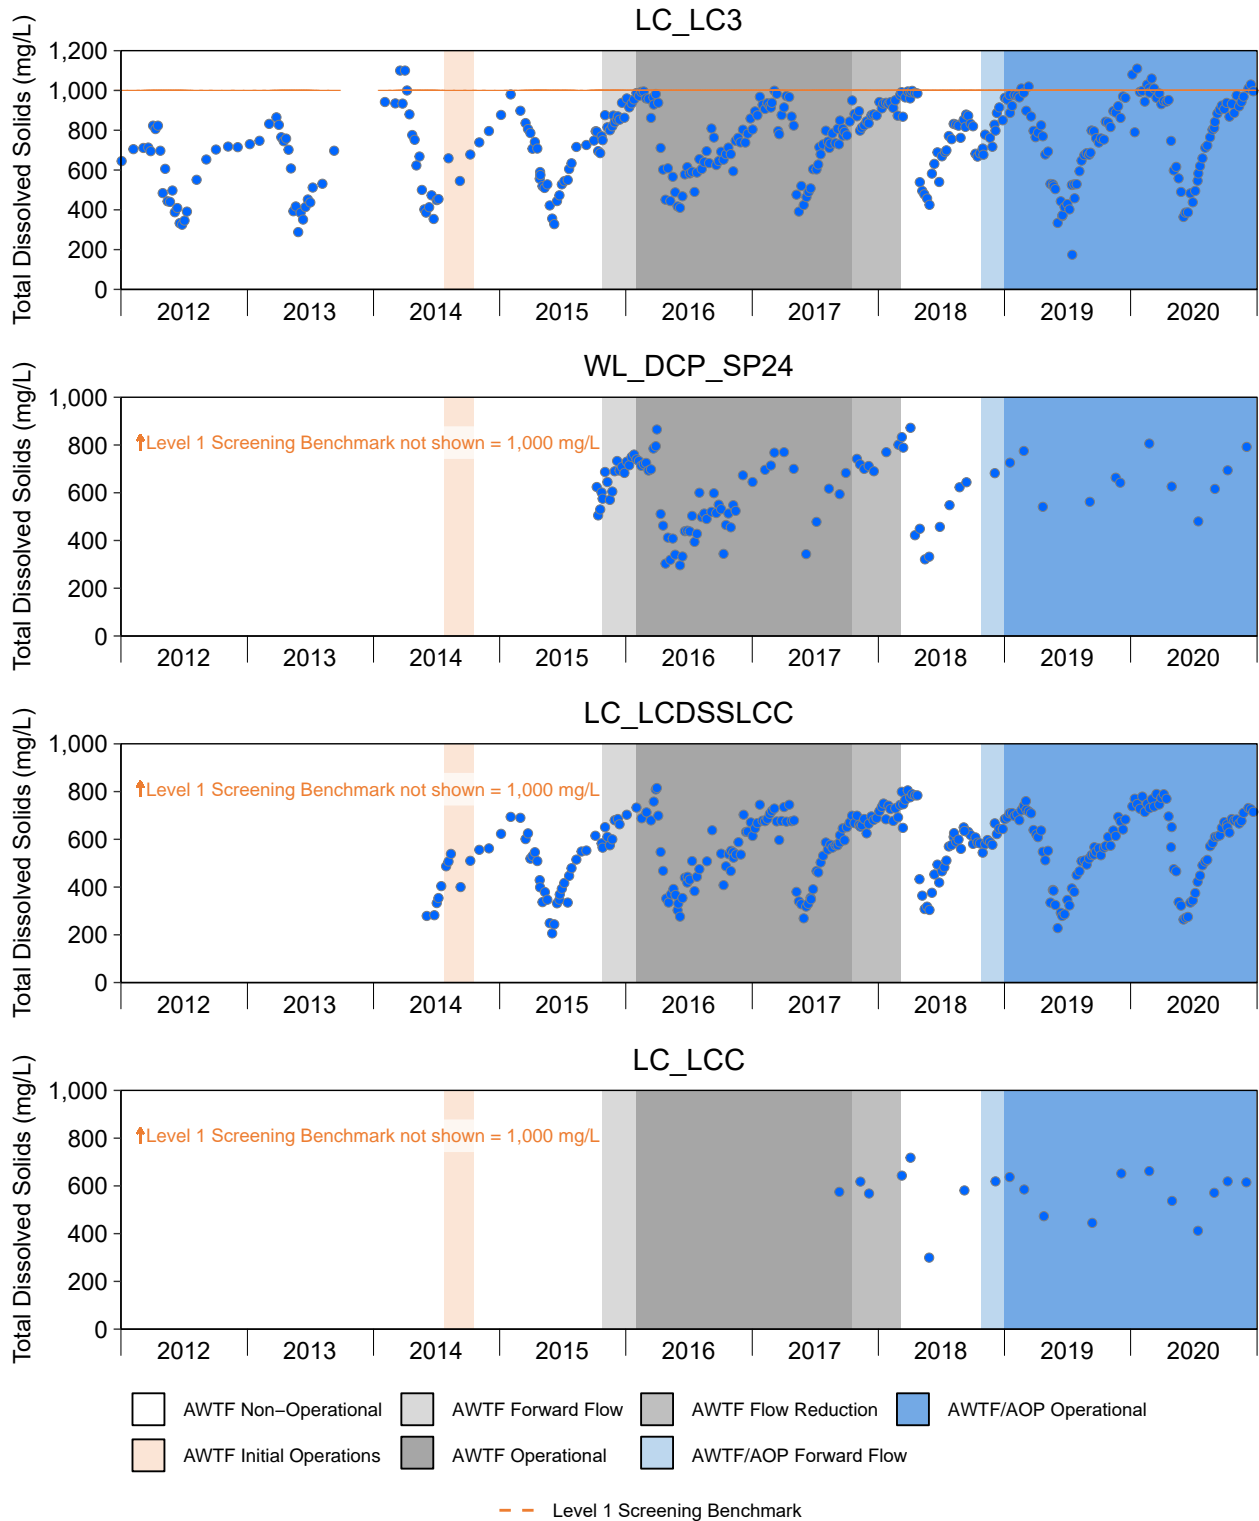 LC_LC3
Total Dissolved Solids (mg/L)
1,200
1,000
800
600
400
200
0
2012 2013 2014 2015 2016 2017 2018 2019 2020
WL_DCP_SP24
Total Dissolved Solids (mg/L)
1,000
800
600
400
200
0
Level 1 Screening Benchmark not shown = 1,000 mg/L
2012 2013 2014 2015 2016 2017 2018 2019 2020
LC_LCDSSLCC
Total Dissolved Solids (mg/L)
1,000
800
600
400
200
0
Level 1 Screening Benchmark not shown = 1,000 mg/L
2012 2013 2014 2015 2016 2017 2018 2019 2020
LC_LCC
Total Dissolved Solids (mg/L)
1,000
800
600
400
200
0
Level 1 Screening Benchmark not shown = 1,000 mg/L
2012 2013 2014 2015 2016 2017 2018 2019 2020
AWTF Non−Operational AWTF Forward Flow AWTF Flow Reduction AWTF/AOP Operational
AWTF Initial Operations AWTF Operational AWTF/AOP Forward Flow
Level 1 Screening Benchmark